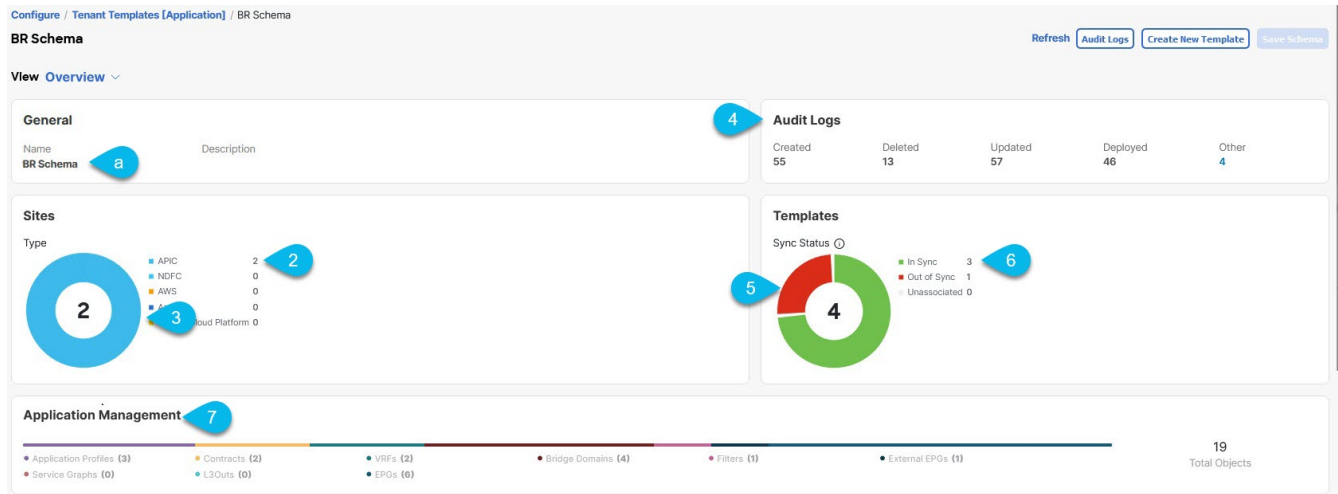 Configure / Tenant Templates [Application] / BR Schema
BR Schema
Refresh Audit Logs Create New Template Save Schema
View Overview
General
Name Description
BR Schema a
4 Audit Logs
Created Deleted Updated Deployed Other
55 13 57 46 4
Sites
Type
2
APIC 2 2
NDFC 0
AWS 0
0
3 loud Platform 0
Templates
Sync Status
4
5
In Sync 3 6
Out of Sync 1
Unassociated 0
Application Management 7
Application Profiles (3) Contracts (2) VRFs (2) Bridge Domains (4) Filters (1) External EPGs (1)
Service Graphs (0) L3Outs (0) EPGs (6)
19
Total Objects